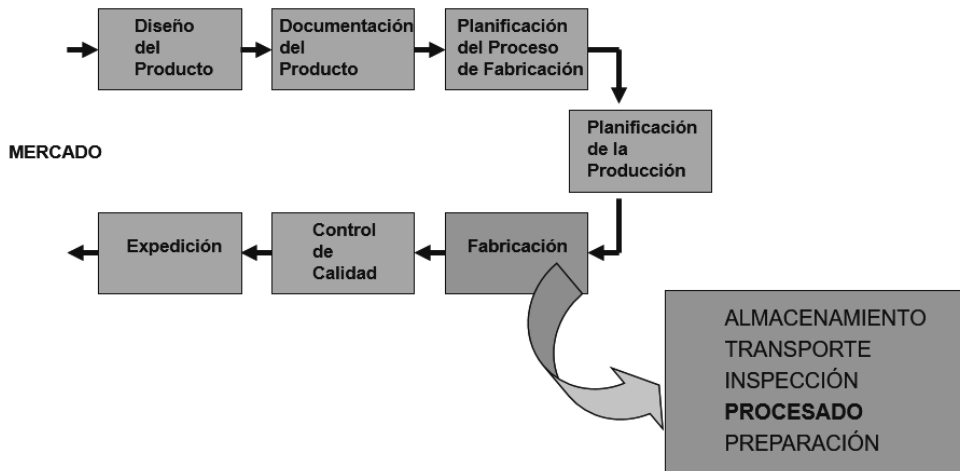 Diseño
del
Producto
Documentación
del
Producto
Planificación
del Proceso
de Fabricación
Planificación
de la
Producción
MERCADO
Expedición
Control
de
Calidad
Fabricación
ALMACENAMIENTO
TRANSPORTE
INSPECCIÓN
PROCESADO
PREPARACIÓN